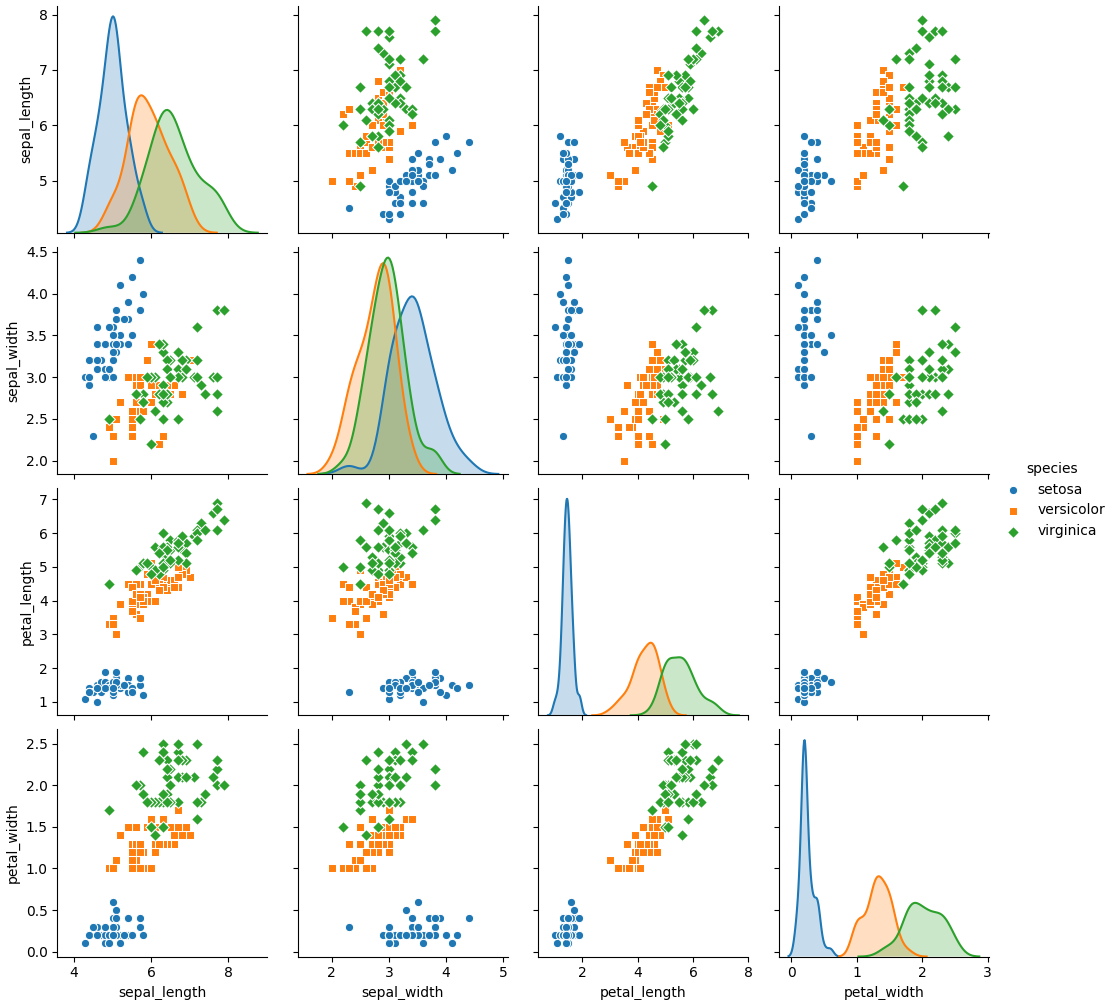 sepal_length
8
7
6
5
sepal_width
4.5
4.0
3.5
3.0
2.5
2.0
species
setosa
versicolor
virginica
petal_length
7
6
5
4
3
2
1
petal_width
2.5
2.0
1.5
1.0
0.5
0.0
4 6 8 2 3 4 5 2 4 6 8 0 1 2 3
sepal_length sepal_width petal_length petal_width